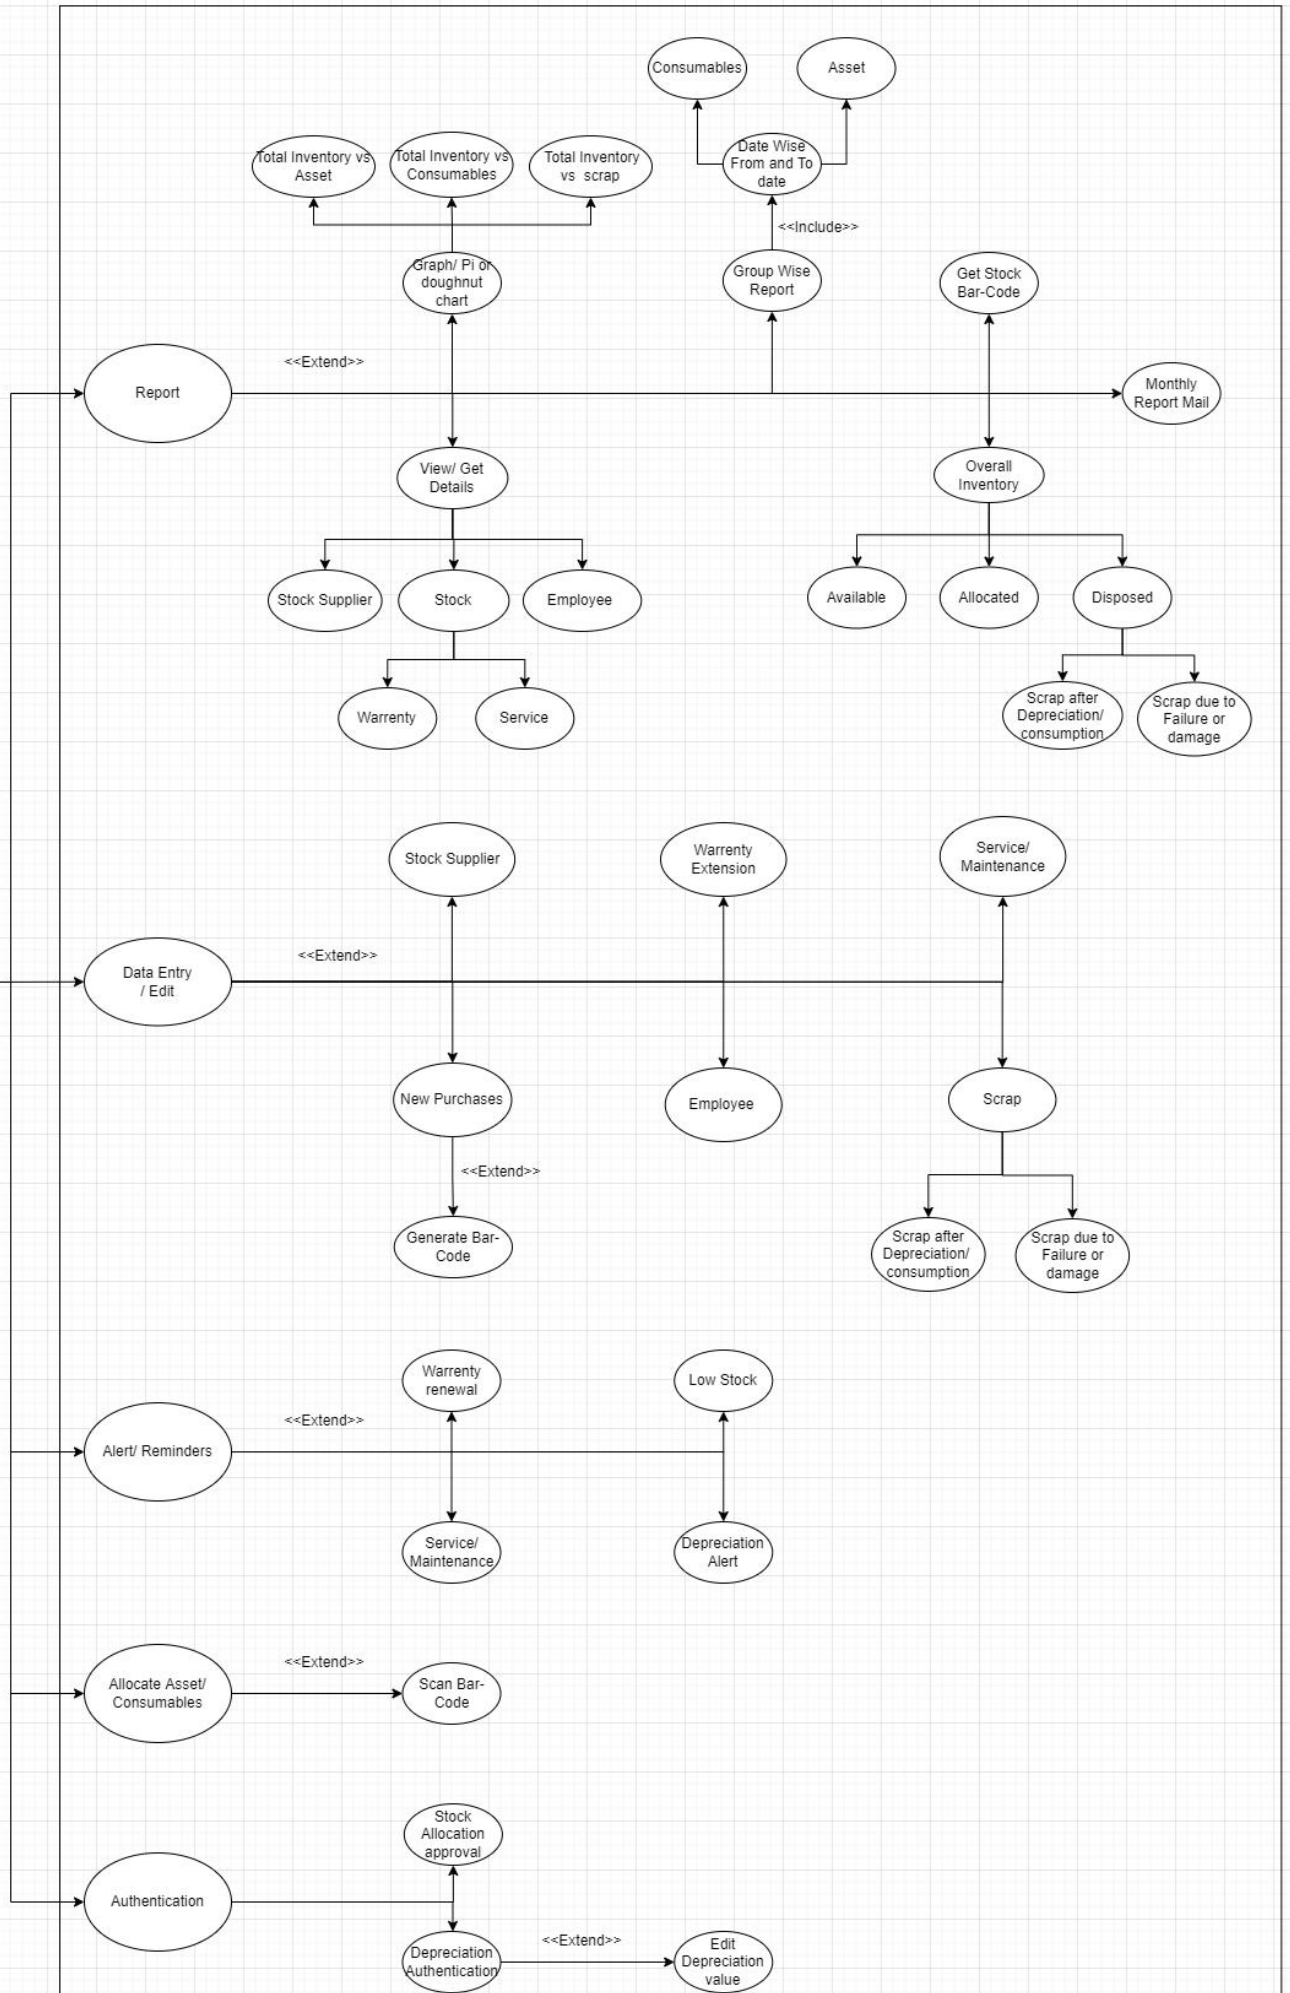 Consumables
Asset
Total Inventory vs
Asset
Total Inventory vs
Consumables
Total Inventory
vs  scrap
Date Wise
From and To
date
<<Include>>
Graph/ Pi or
doughnut
chart
Group Wise
Report
Get Stock
Bar-Code
<<Extend>>
Report
Monthly
Report Mail
View/ Get
Details
Overall
Inventory
Stock Supplier
Stock
Employee
Available
Allocated
Disposed
Warrenty
Service
Scrap after
Depreciation/
consumption
Scrap due to
Failure or
damage
Stock Supplier
Warrenty
Extension
Service/
Maintenance
<<Extend>>
Data Entry
/ Edit
New Purchases
Employee
Scrap
<<Extend>>
Generate Bar-
Code
Scrap after
Depreciation/
consumption
Scrap due to
Failure or
damage
Warrenty
renewal
Low Stock
<<Extend>>
Alert/ Reminders
Service/
Maintenance
Depreciation
Alert
<<Extend>>
Allocate Asset/
Consumables
Scan Bar-
Code
Stock
Allocation
approval
Authentication
Depreciation
Authentication
<<Extend>>
Edit
Depreciation
value